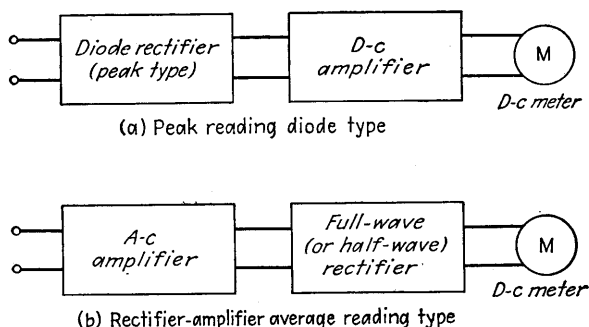 Diode rectifier
(peak type)
D-c
amplifier
M
D-c meter
(a) Peak reading diode type
A-c
amplifier
Full-wave
(or half-wave)
rectifier
M
D-c meter
(b) Rectifier-amplifier average reading type